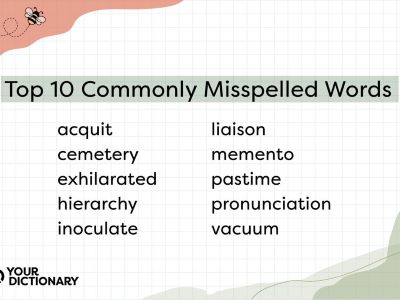 Top 10 Commonly Misspelled Words
acquit
cemetery
exhilarated
hierarchy
inoculate
liaison
memento
pastime
pronunciation
vacuum
YOUR
DICTIONARY